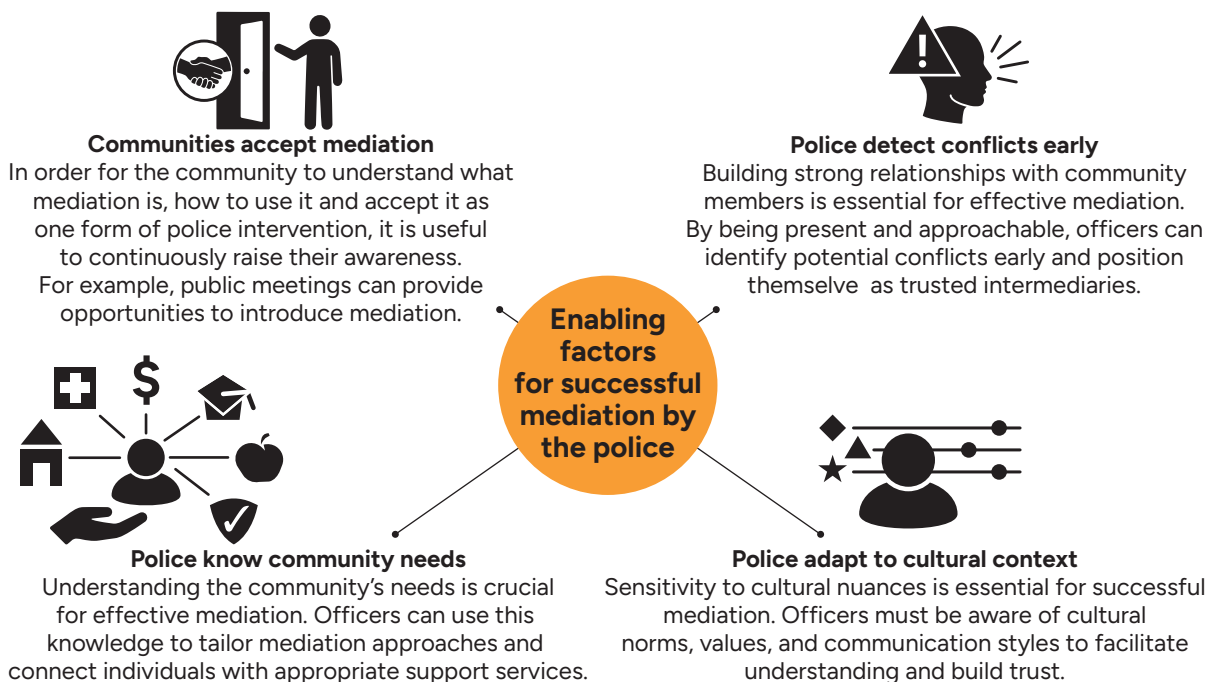 Communities accept mediation
In order for the community to understand what
mediation is, how to use it and accept it as
one form of police intervention, it is useful
to continuously raise their awareness.
For example, public meetings can provide
opportunities to introduce mediation.
Police detect conflicts early
Building strong relationships with community
members is essential for effective mediation.
By being present and approachable, officers can
identify potential conflicts early and position
themselve  as trusted intermediaries.
Enabling
factors
for successful
mediation by
the police
$
Police know community needs
Understanding the community’s needs is crucial
for effective mediation. Officers can use this
knowledge to tailor mediation approaches and
connect individuals with appropriate support services.
Police adapt to cultural context
Sensitivity to cultural nuances is essential for successful
mediation. Officers must be aware of cultural
norms, values, and communication styles to facilitate
understanding and build trust.